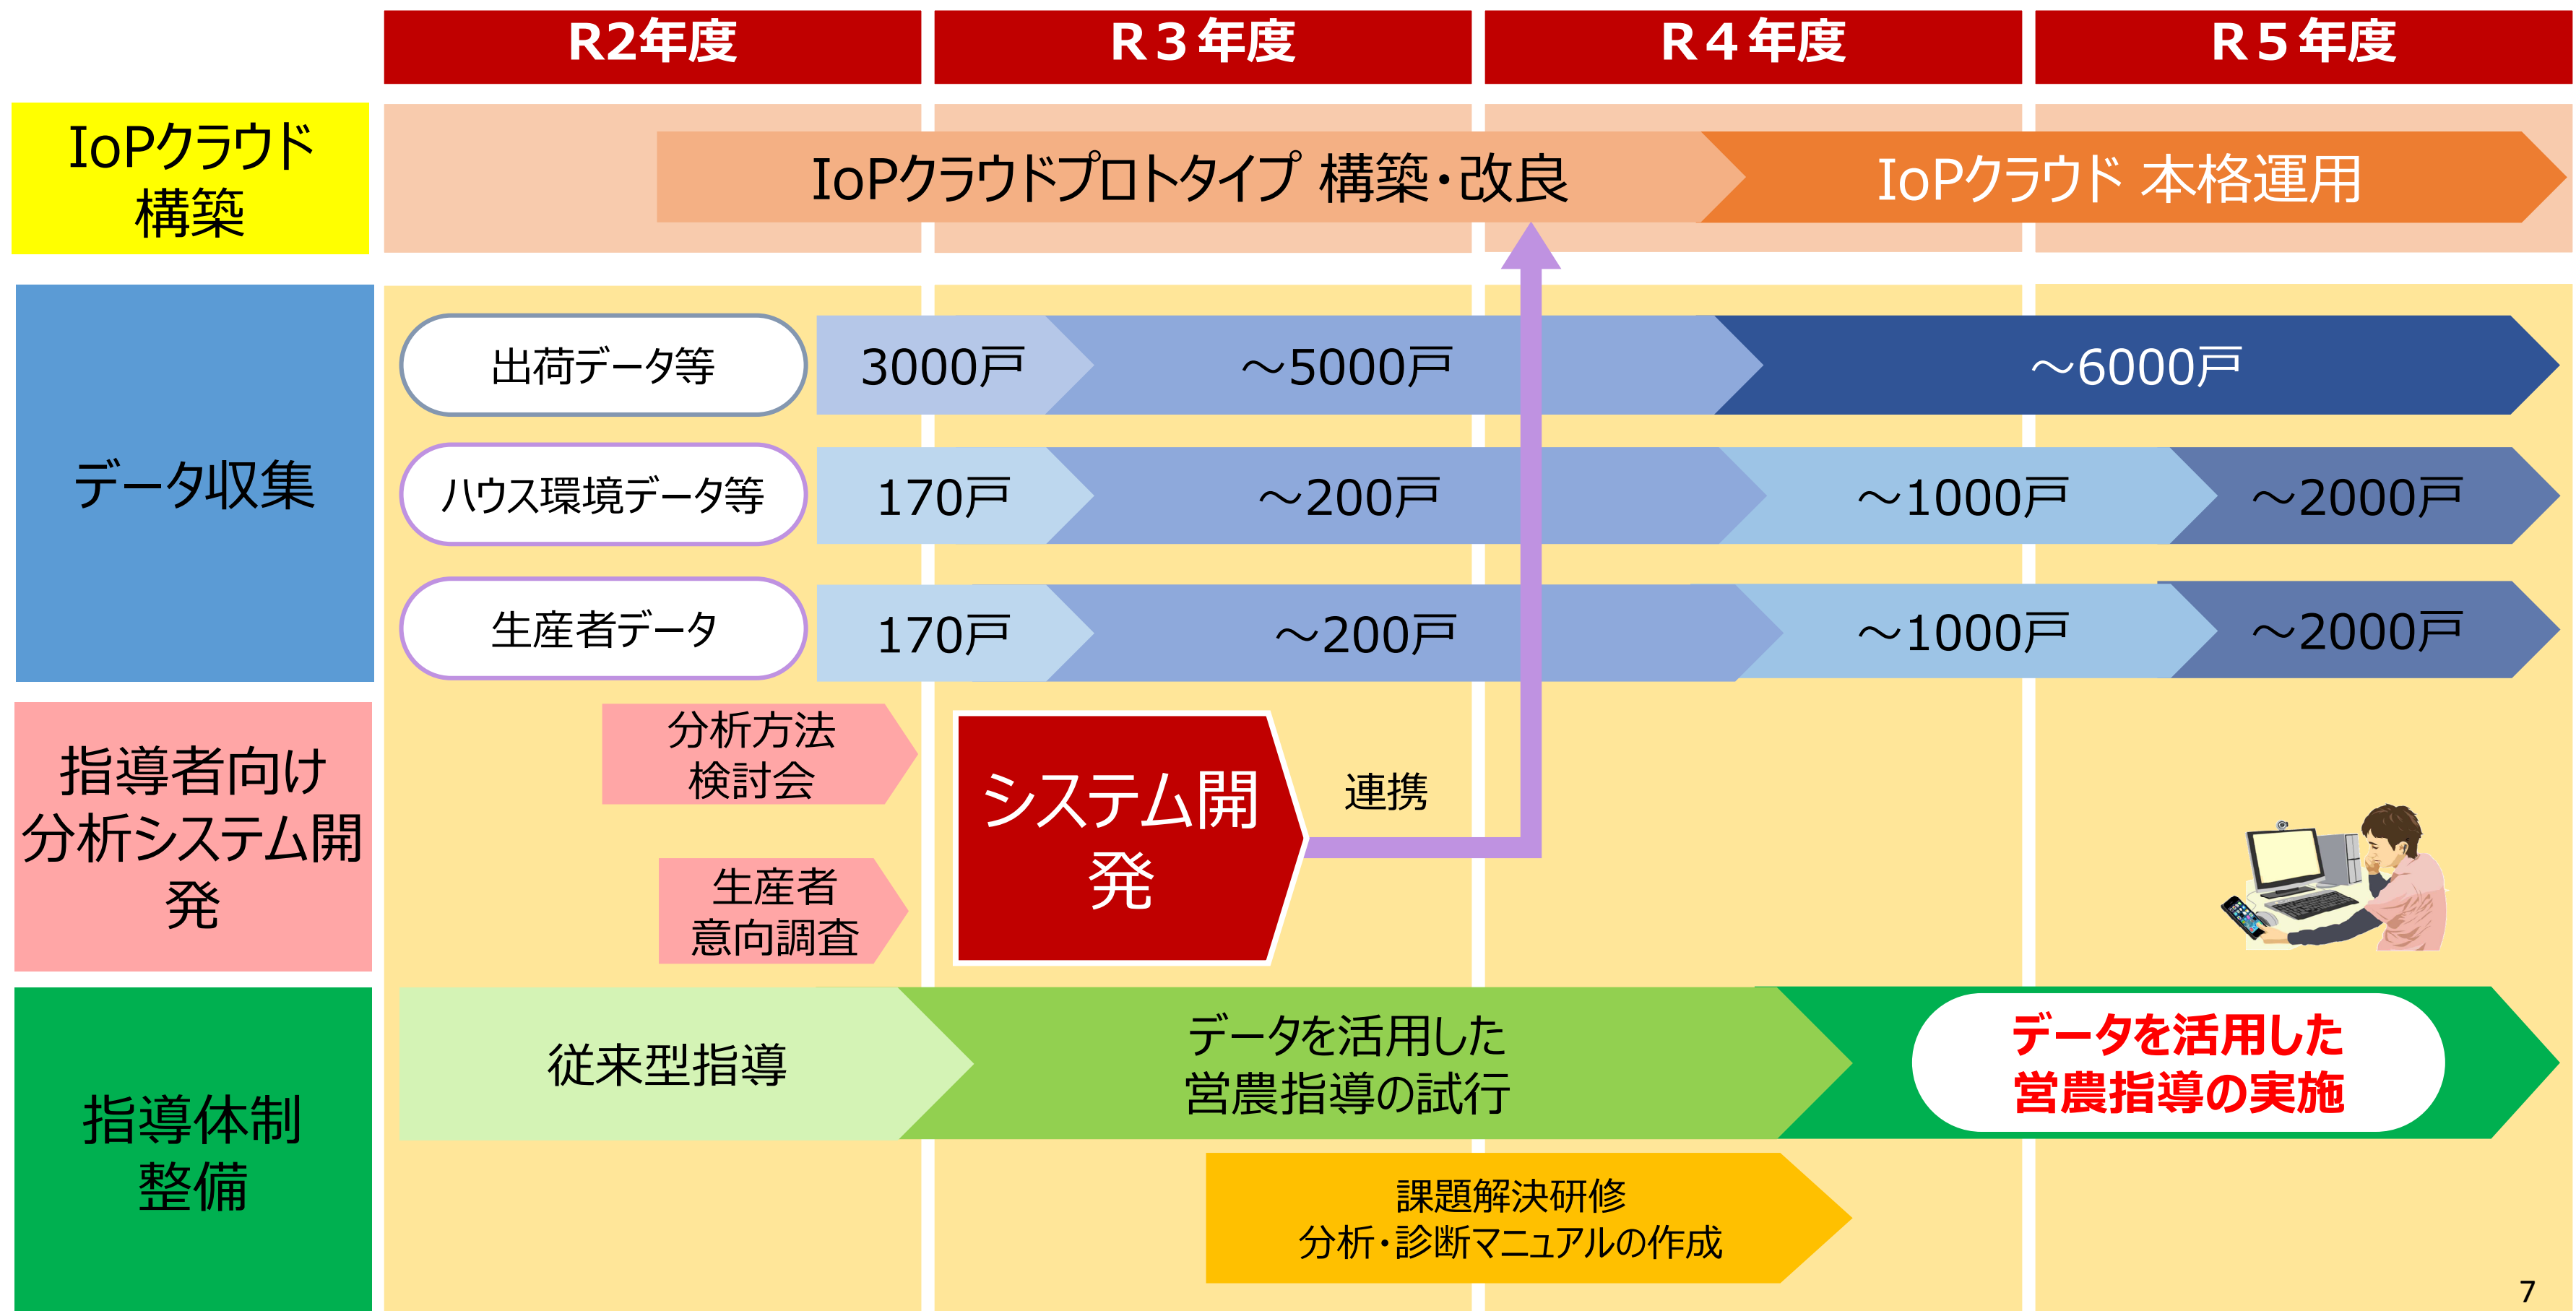 R2年度
R３年度
R４年度
R５年度
IoPクラウド
構築
IoPクラウドプロトタイプ 構築・改良
IoPクラウド 本格運用
データ収集
出荷データ等
3000戸
～5000戸
～6000戸
ハウス環境データ等
170戸
～200戸
～1000戸
～2000戸
生産者データ
170戸
～200戸
～1000戸
～2000戸
指導者向け
分析システム開
発
分析方法
検討会
生産者
意向調査
システム開
発
連携
指導体制
整備
従来型指導
データを活用した
営農指導の試行
データを活用した
営農指導の実施
課題解決研修
分析・診断マニュアルの作成
7